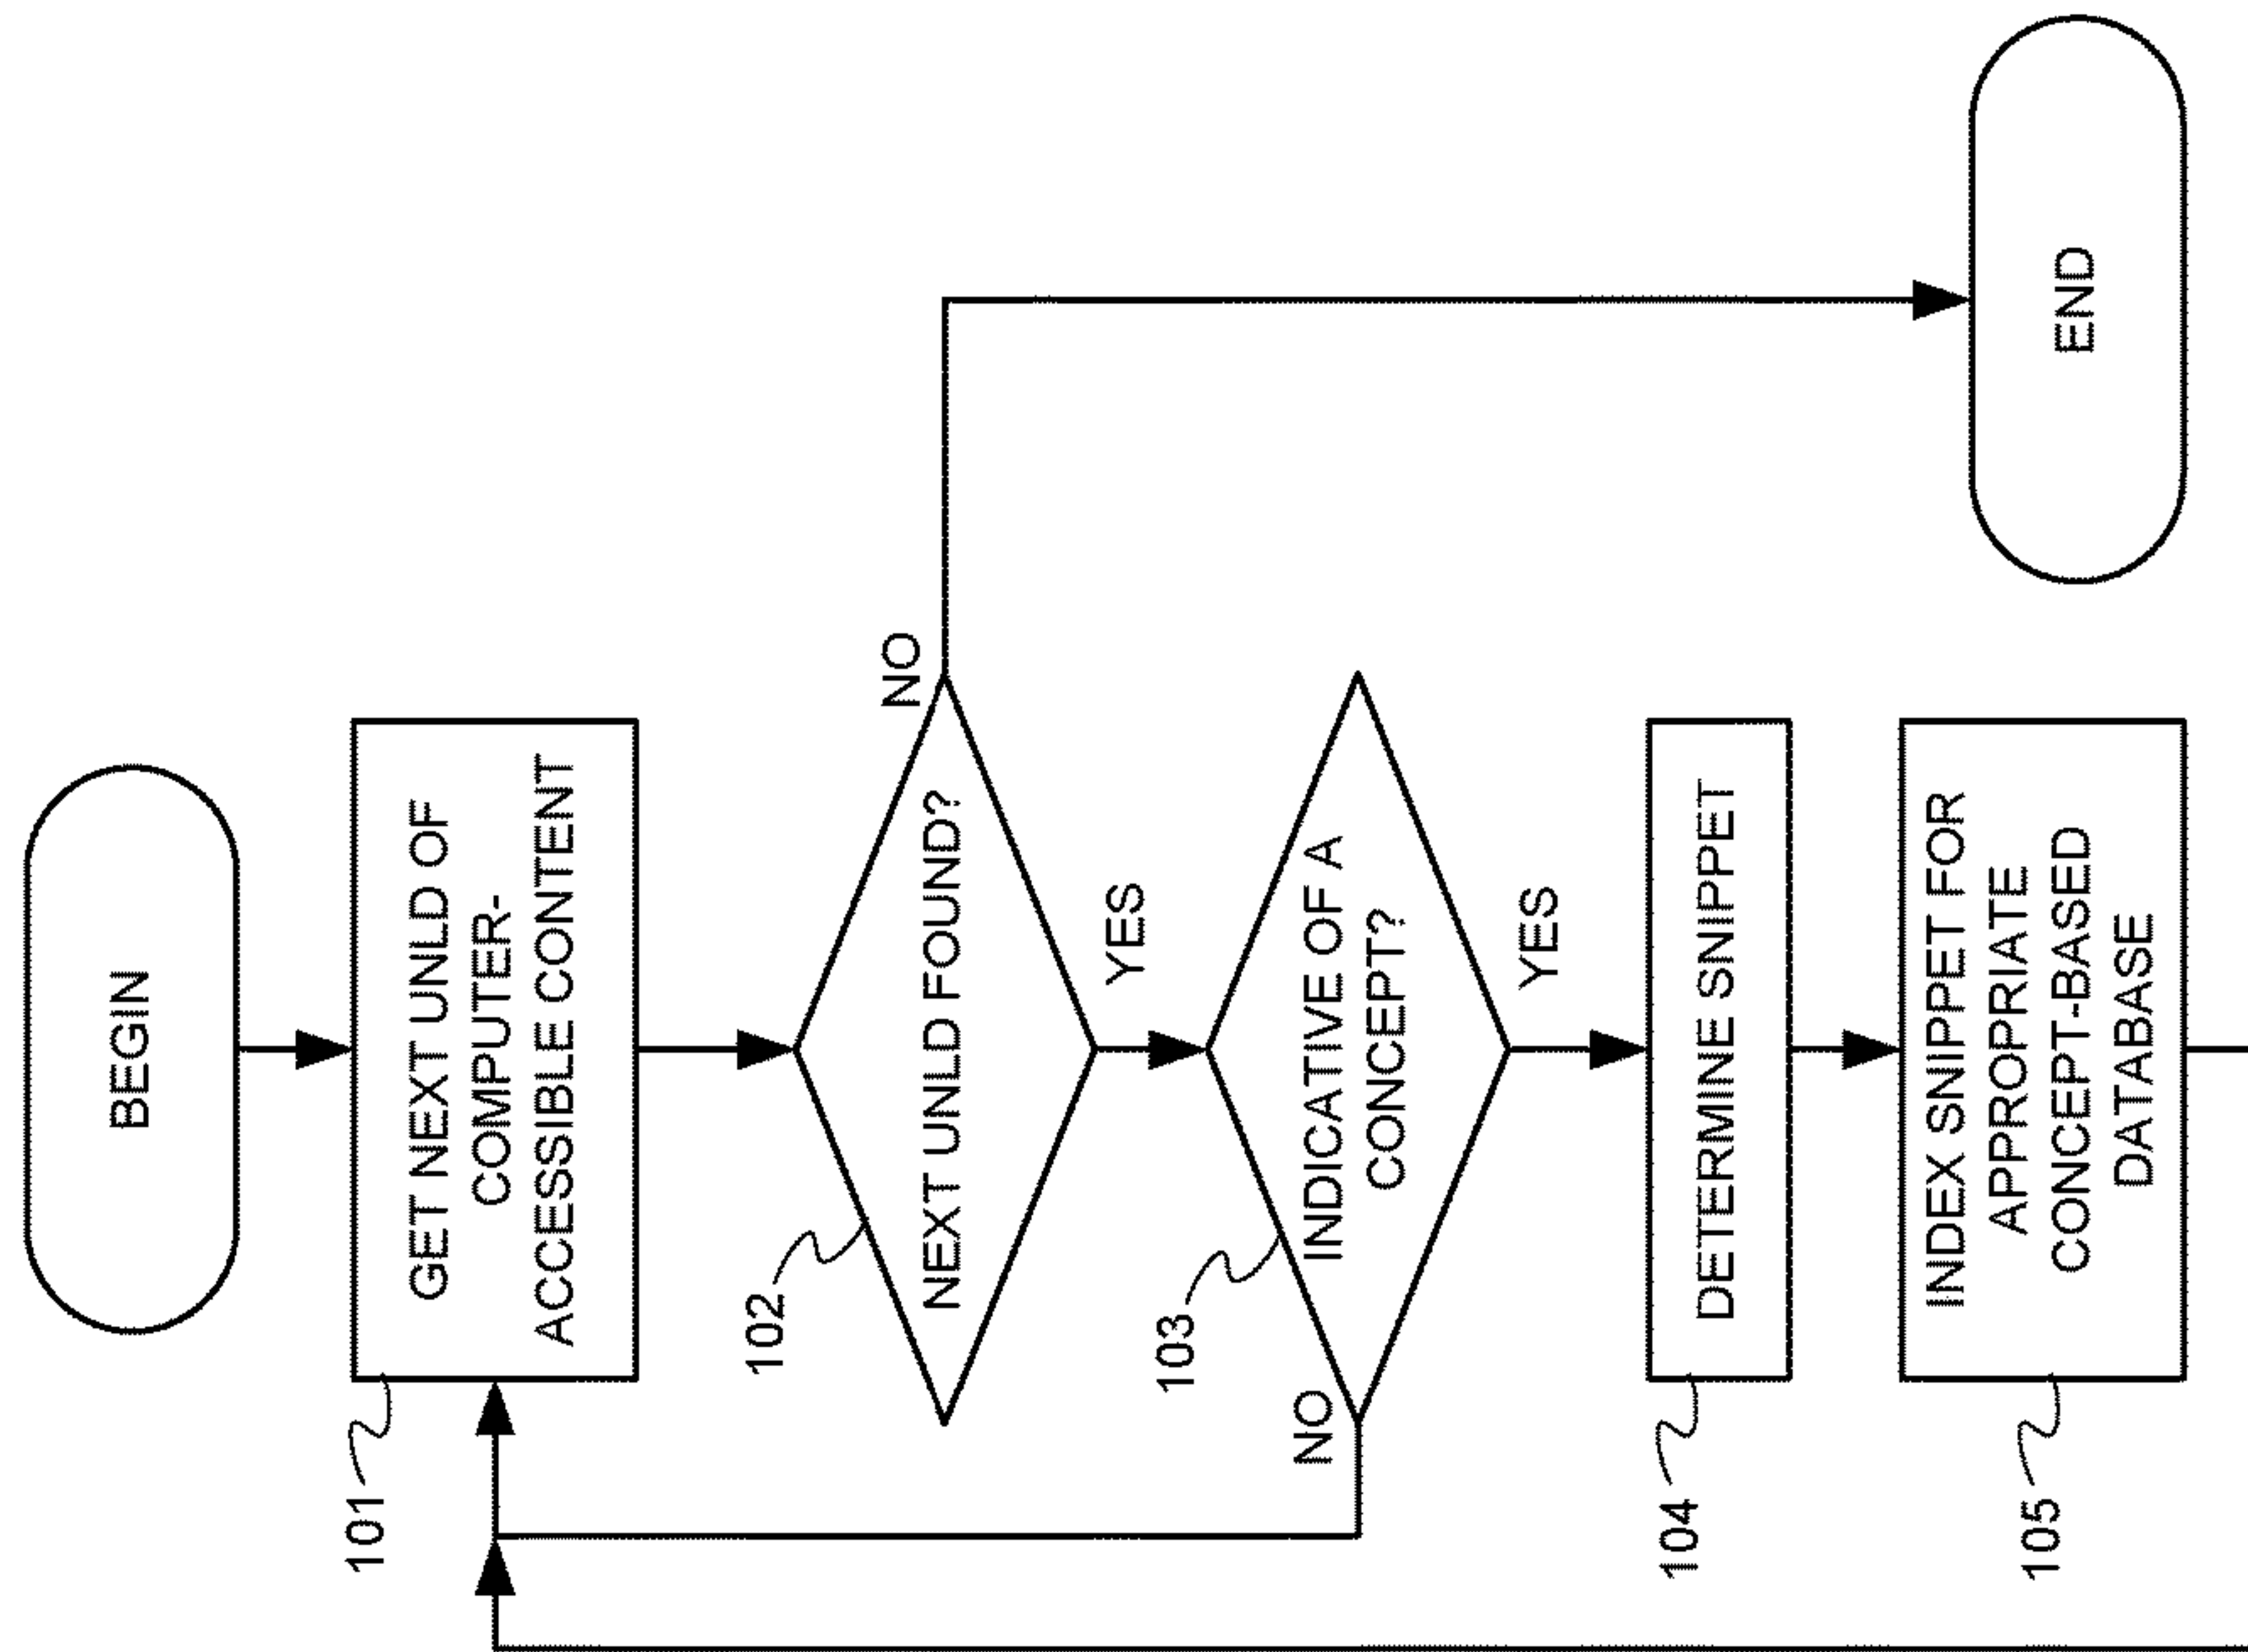 BEGIN
101
GET NEXT UNLD OF
COMPUTER-
ACCESSIBLE CONTENT
102
NEXT UNLD FOUND?
NO
YES
103
INDICATIVE OF A
CONCEPT?
NO
YES
104
DETERMINE SNIPPET
105
INDEX SNIPPET FOR
APPROPRIATE
CONCEPT-BASED
DATABASE
END